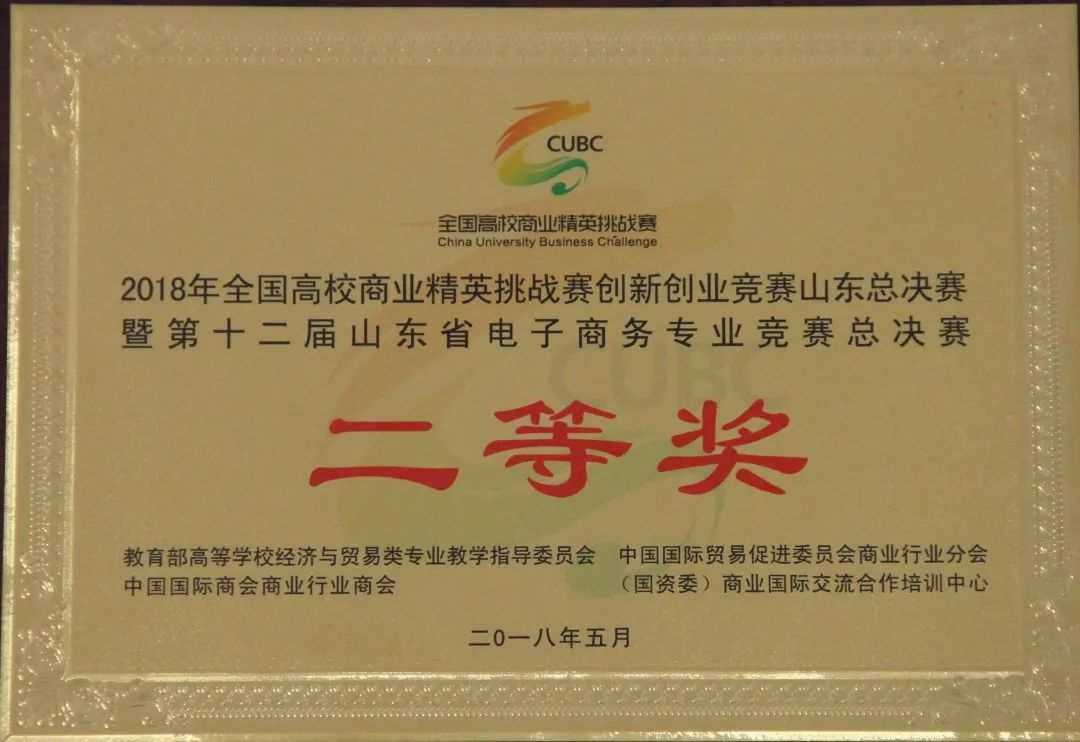 CUBC
全国高校商业精英挑战赛
China University Business Challenge
2018年全国高校商业精英挑战赛创新创业竞赛山东总决赛
暨第十二届山东省电子商务专业竞赛总决赛
CUBC
二等奖
教育部高等学校经济与贸易类专业教学指导委员会 中国国际贸易促进委员会商业行业分会
中国国际商会商业行业商会 （国资委）商业国际交流合作培训中心
二0一八年五月